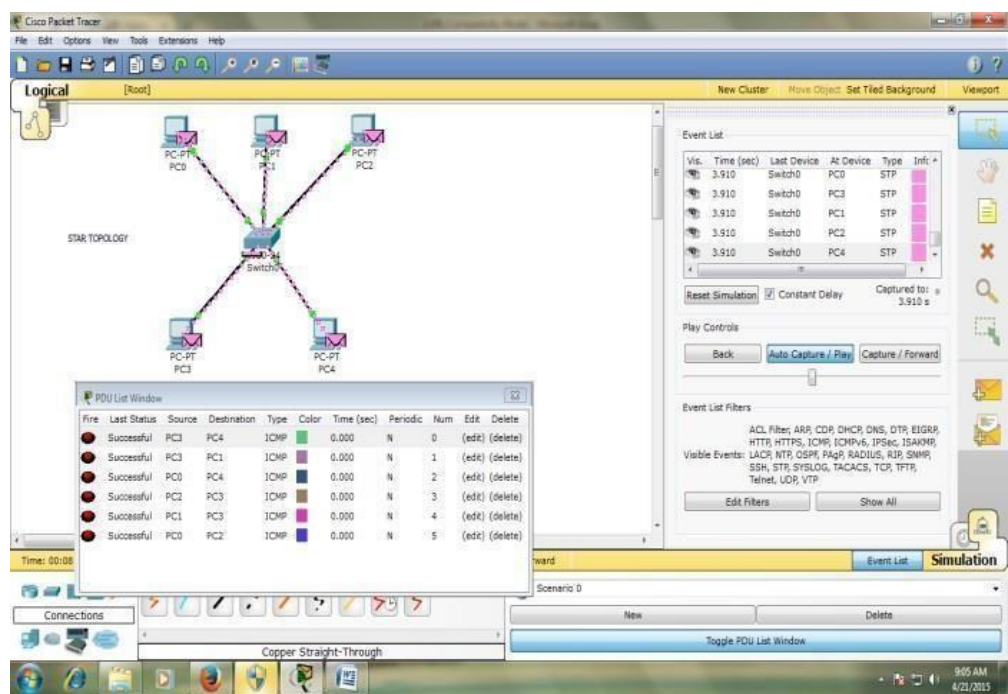 Cisco Packet Tracer
File Edit Options View Tools Extensions Help
Logical [Root] New Cluster Move Object Set Tiled Background Viewport
PC-PT
PC0
PC-PT
PC1
PC-PT
PC2
STAR TOPOLOGY
Switch0
PC-PT
PC3
PC-PT
PC4
Event List
Vis. Time (sec) Last Device At Device Type Info
3.910 Switch0 PC0 STP
3.910 Switch0 PC3 STP
3.910 Switch0 PC1 STP
3.910 Switch0 PC2 STP
3.910 Switch0 PC4 STP
Reset Simulation Constant Delay Captured to:
3.910 s
Play Controls
Back Auto Capture / Play Capture / Forward
Event List Filters
Visible Events:
ACL Filter, ARP, CDP, DHCP, DNS, DTP, EIGRP,
HTTP, HTTPS, ICMP, ICMPv6, IPSec, ISAKMP,
LACP, NTP, OSPF, PAgP, RADIUS, RIP, SNMP,
SSH, STP, SYSLOG, TACACS, TCP, TFTP,
Telnet, UDP, VTP
Edit Filters Show All
PDU List Window
Fire Last Status Source Destination Type Color Time (sec) Periodic Num Edit Delete
Successful PC3 PC4 ICMP 0.000 N 0 (edit) (delete)
Successful PC3 PC1 ICMP 0.000 N 1 (edit) (delete)
Successful PC0 PC4 ICMP 0.000 N 2 (edit) (delete)
Successful PC2 PC3 ICMP 0.000 N 3 (edit) (delete)
Successful PC1 PC3 ICMP 0.000 N 4 (edit) (delete)
Successful PC0 PC2 ICMP 0.000 N 5 (edit) (delete)
Time: 00:08 ward Event List Simulation
Scenario 0
Connections
New Delete
Toggle PDU List Window
Copper Straight-Through
9:05 AM
4/21/2015